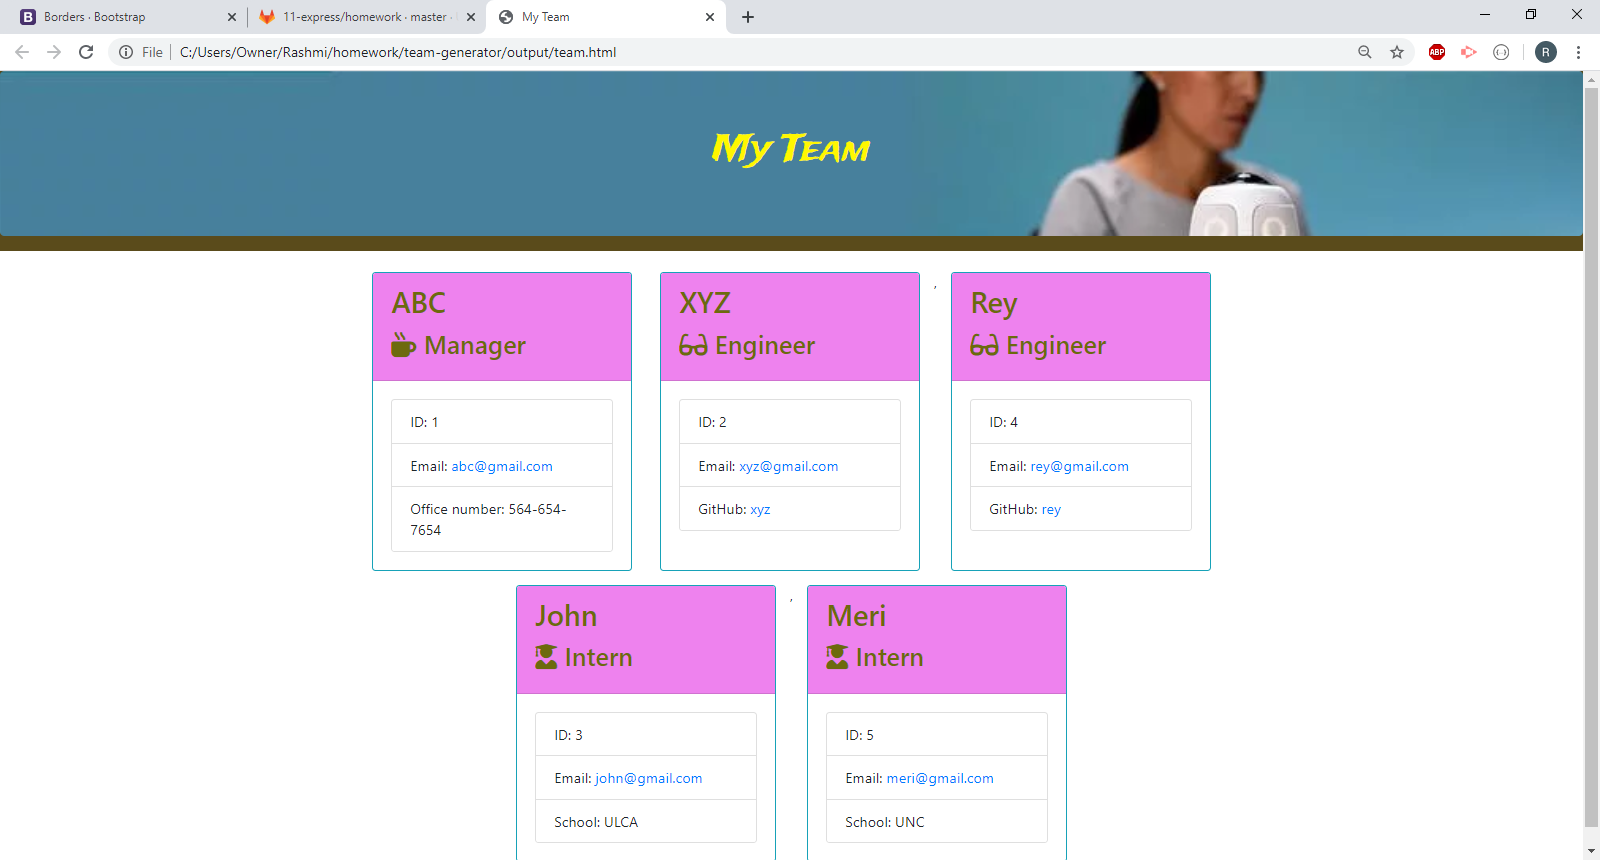 Borders · Bootstrap
11-express/homework · master ·
My Team
File
C:/Users/Owner/Rashmi/homework/team-generator/output/team.html
ABP
R
My Team
ABC
Manager
ID: 1
Email: abc@gmail.com
Office number: 564-654-
7654
XYZ
Engineer
ID: 2
Email: xyz@gmail.com
GitHub: xyz
,
Rey
Engineer
ID: 4
Email: rey@gmail.com
GitHub: rey
John
Intern
ID: 3
Email: john@gmail.com
School: ULCA
,
Meri
Intern
ID: 5
Email: meri@gmail.com
School: UNC